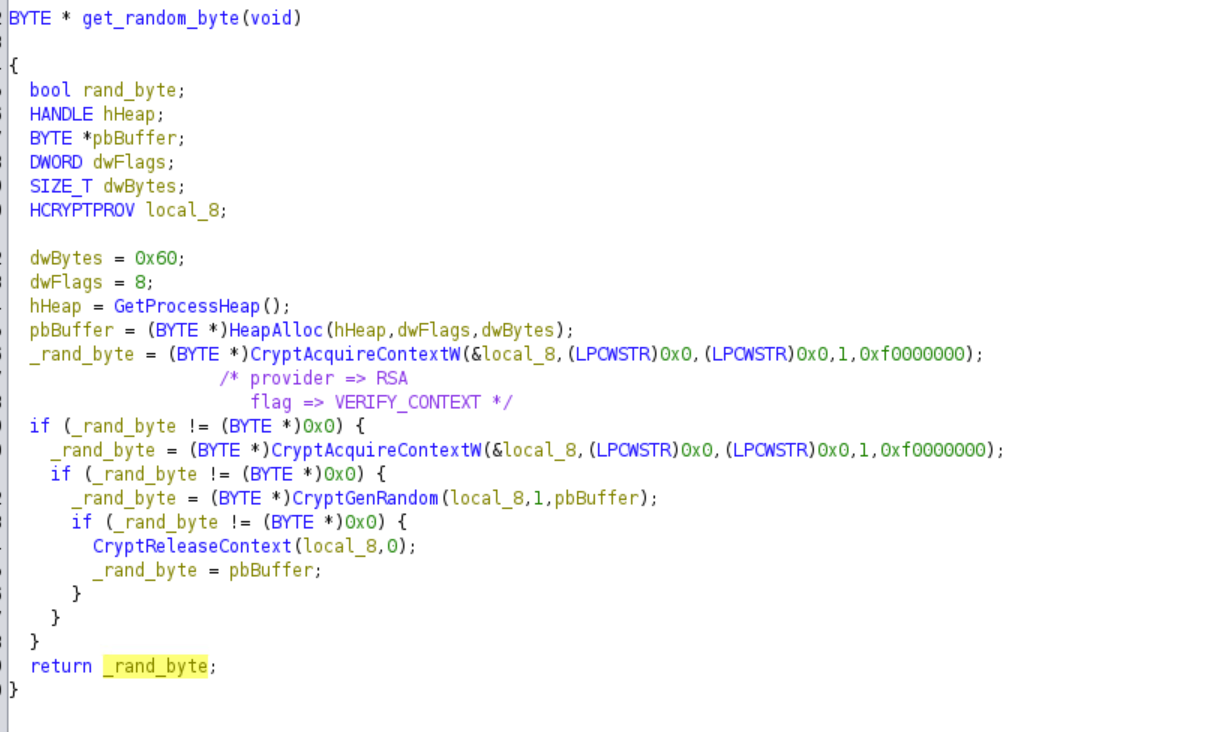 BYTE * get_random_byte(void)
{
bool rand_byte;
HANDLE hHeap;
BYTE *pbBuffer;
DWORD dwFlags;
SIZE_T dwBytes;
HCRYPTPROV local_8;
dwBytes = 0x60;
dwFlags = 8;
hHeap = GetProcessHeap();
pbBuffer = (BYTE *)HeapAlloc(hHeap,dwFlags,dwBytes);
_rand_byte = (BYTE *)CryptAcquireContextW(&local_8,(LPCWSTR)0x0,(LPCWSTR)0x0,1,0xf0000000);
/* provider => RSA
flag => VERIFY_CONTEXT */
if (_rand_byte != (BYTE *)0x0) {
_rand_byte = (BYTE *)CryptAcquireContextW(&local_8,(LPCWSTR)0x0,(LPCWSTR)0x0,1,0xf0000000);
if (_rand_byte != (BYTE *)0x0) {
_rand_byte = (BYTE *)CryptGenRandom(local_8,1,pbBuffer);
if (_rand_byte != (BYTE *)0x0) {
CryptReleaseContext(local_8,0);
_rand_byte = pbBuffer;
}
}
}
return _rand_byte;
}